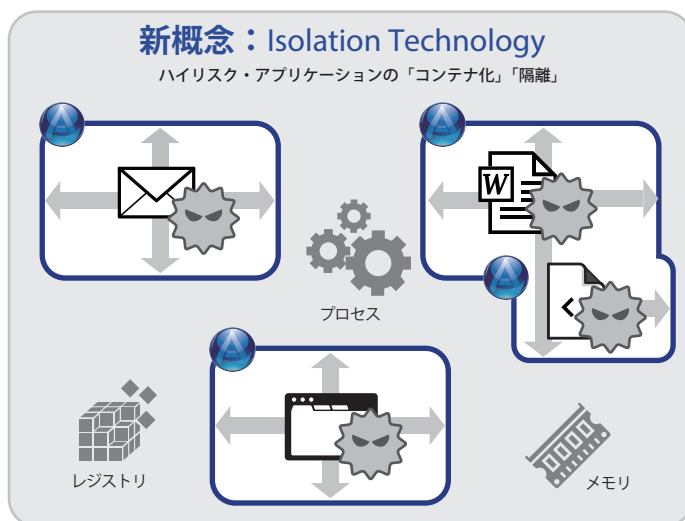 新概念：Isolation Technology
ハイリスク・アプリケーションの「コンテナ化」「隔離」
W
プロセス
<
レジストリ
メモリ